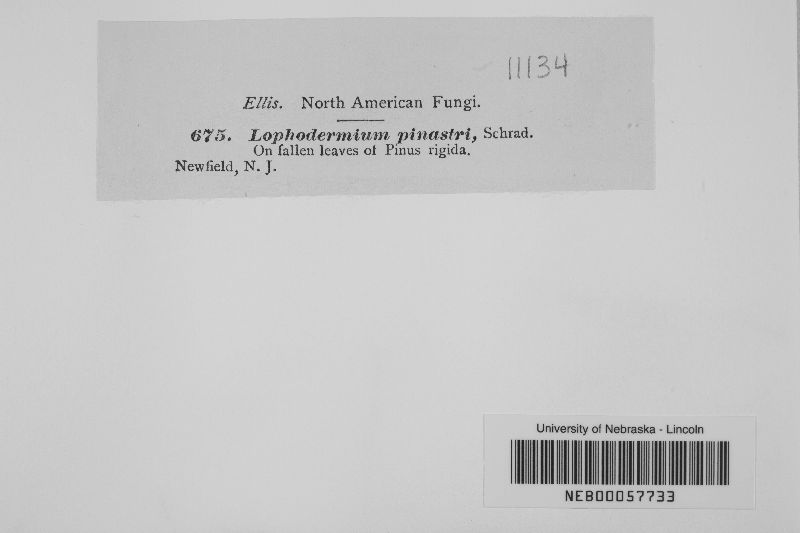 11134
Ellis. North American Fungi.
675. Lophodermium pinastri, Schrad.
On fallen leaves of Pinus rigida.
Newfield, N. J.
University of Nebraska - Lincoln
NEB00057733